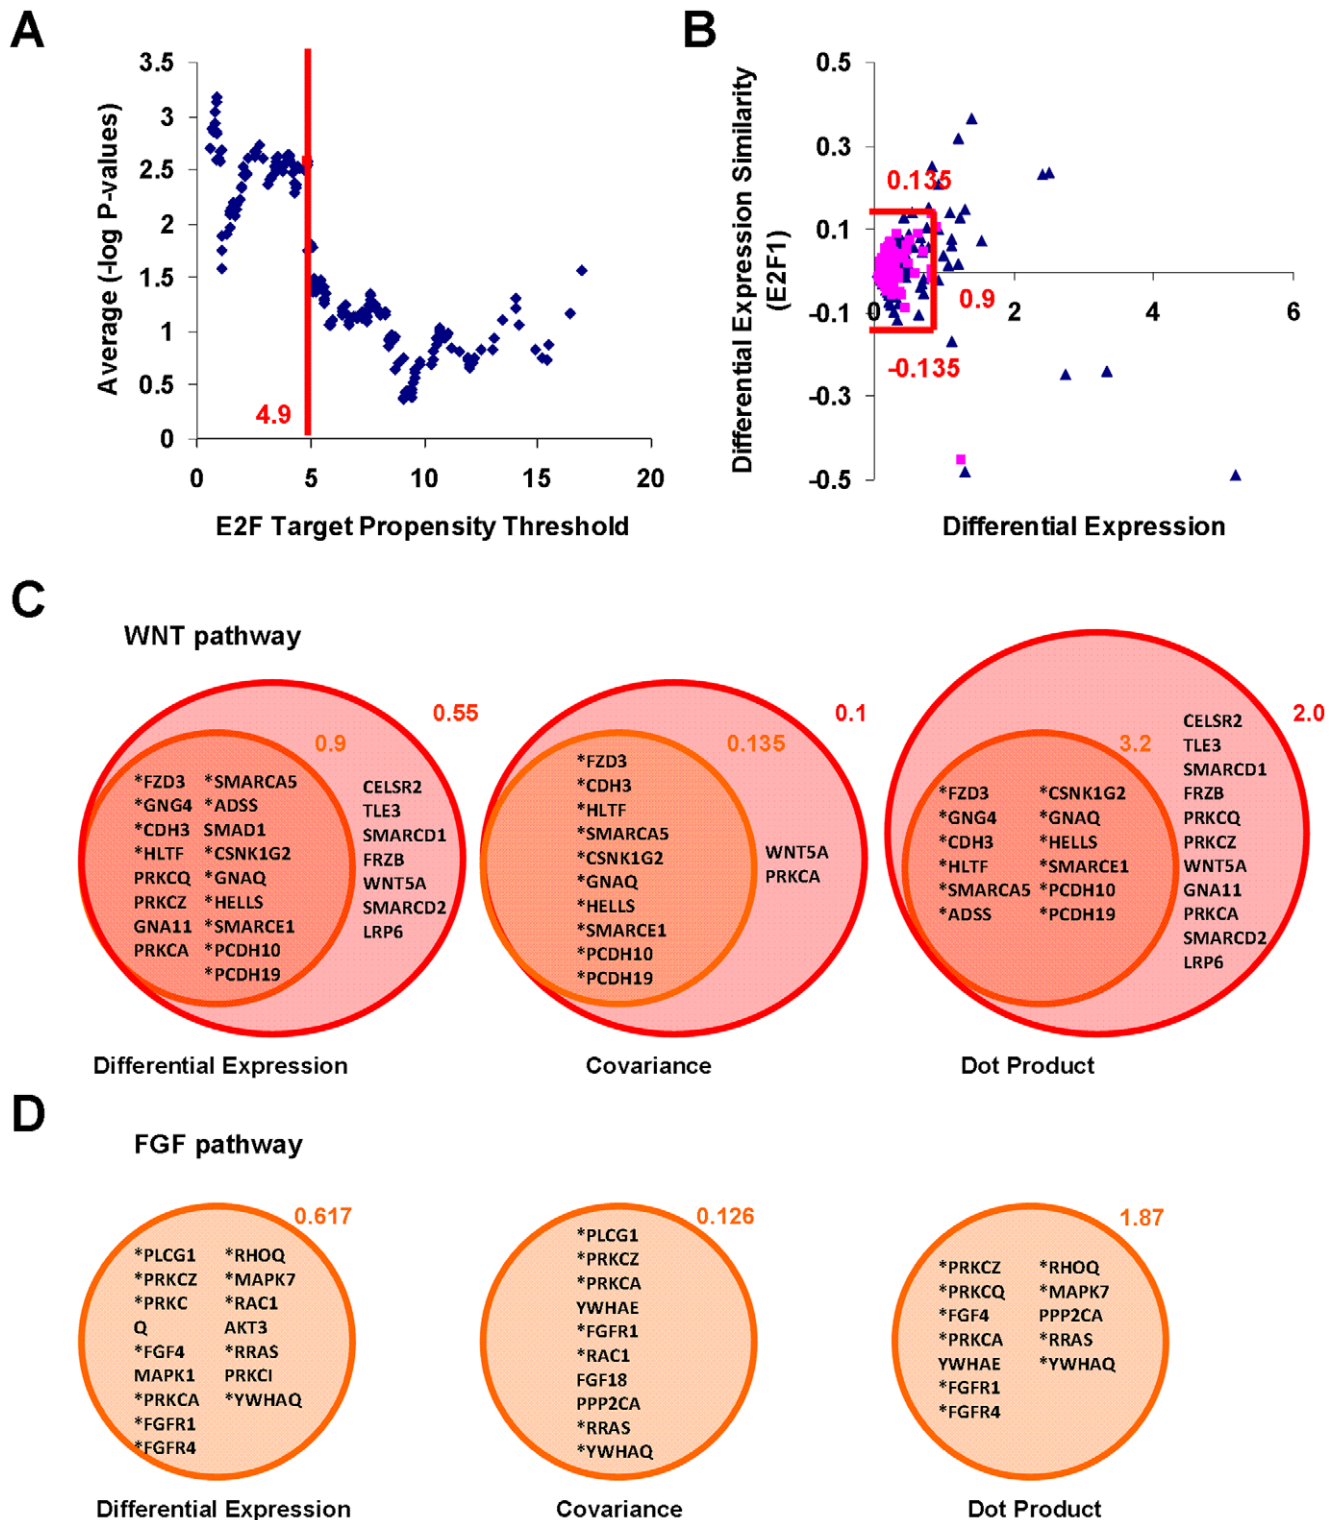 A
3.5
3
2.5
2
1.5
1
0.5
0
Average (-log P-values)
4.9
0 5 10 15 20
E2F Target Propensity Threshold
B
0.5
0.3
0.1
-0.1
-0.3
-0.5
Differential Expression Similarity
(E2F1)
0.135
0.9
-0.135
0 2 4 6
Differential Expression
C
WNT pathway
0.55
0.9
*FZD3 *SMARCA5
*GNG4 *ADSS
*CDH3 SMAD1
*HLTF *CSNK1G2
PRKCQ *GNAQ
PRKCZ *HELLS
GNA11 *SMARCE1
PRKCA *PCDH10
*PCDH19
CELSR2
TLE3
SMARCD1
FRZB
WNT5A
SMARCD2
LRP6
Differential Expression
0.1
0.135
*FZD3
*CDH3
*HLTF
*SMARCA5
*CSNK1G2
*GNAQ
*HELLS
*SMARCE1
*PCDH10
*PCDH19
WNT5A
PRKCA
Covariance
2.0
3.2
*FZD3 *CSNK1G2
*GNG4 *GNAQ
*CDH3 *HELLS
*HLTF *SMARCE1
*SMARCA5 *PCDH10
*ADSS *PCDH19
CELSR2
TLE3
SMARCD1
FRZB
PRKCQ
PRKCZ
WNT5A
GNA11
PRKCA
SMARCD2
LRP6
Dot Product
D
FGF pathway
0.617
*PLCG1 *RHOQ
*PRKCZ *MAPK7
*PRKC *RAC1
Q AKT3
*FGF4 *RRAS
MAPK1 PRKCI
*PRKCA *YWHAQ
*FGFR1
*FGFR4
Differential Expression
0.126
*PLCG1
*PRKCZ
*PRKCA
YWHAE
*FGFR1
*RAC1
FGF18
PPP2CA
*RRAS
*YWHAQ
Covariance
1.87
*PRKCZ *RHOQ
*PRKCQ *MAPK7
*FGF4 PPP2CA
*PRKCA *RRAS
YWHAE *YWHAQ
*FGFR1
*FGFR4
Dot Product